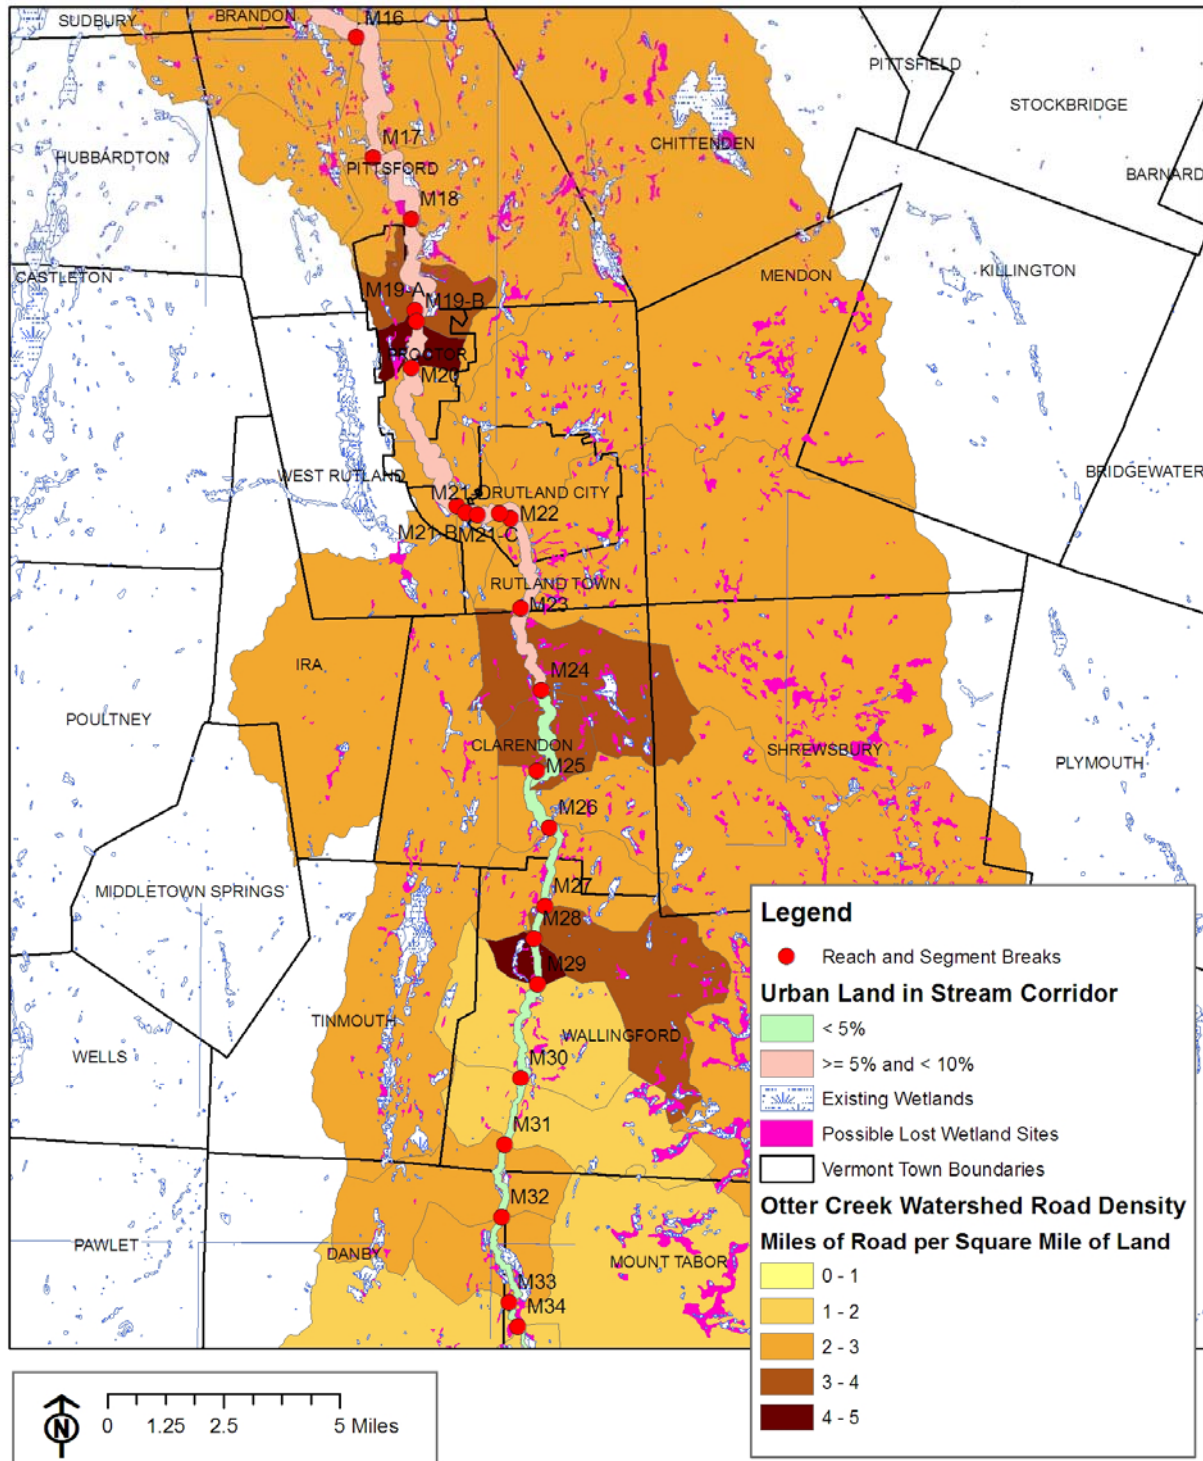 SUDBURY
BRANDON
M16
PITTSFIELD
STOCKBRIDGE
CHITTENDEN
M17
HUBBARDTON
PITTSFORD
BARNARD
M18
CASTLETON
MENDON
KILLINGTON
M19-A
M19-B
PROCTOR
M20
WEST RUTLAND
BRIDGEWATER
M21-D
RUTLAND CITY
M22
M21-B
M21-C
RUTLAND TOWN
M23
IRA
M24
POULTNEY
CLARENDON
SHREWSBURY
M25
PLYMOUTH
M26
MIDDLETOWN SPRINGS
M27
M28
M29
TINMOUTH
WALLINGFORD
WELLS
M30
M31
M32
PAWLET
DANBY
MOUNT TABOR
M33
M34
Legend
Reach and Segment Breaks
Urban Land in Stream Corridor
< 5%
>= 5% and < 10%
Existing Wetlands
Possible Lost Wetland Sites
Vermont Town Boundaries
Otter Creek Watershed Road Density
Miles of Road per Square Mile of Land
0 - 1
1 - 2
2 - 3
3 - 4
4 - 5
N
0 1.25 2.5 5 Miles